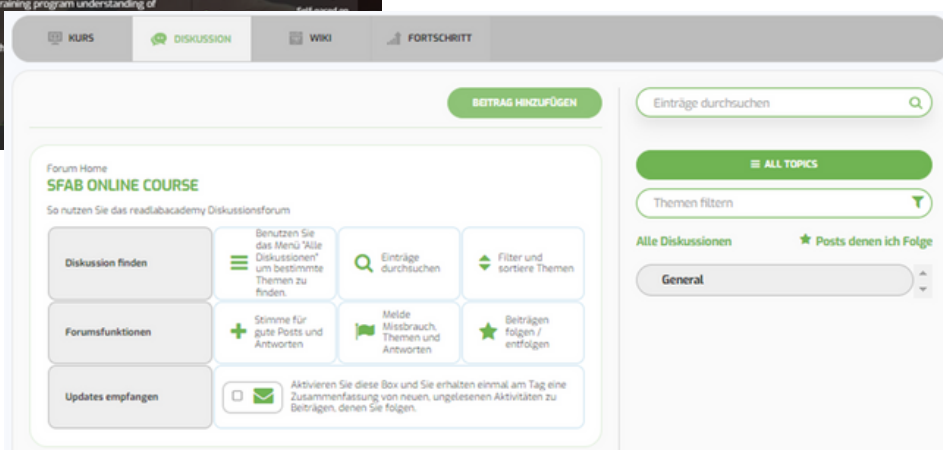 raining program understanding of
KURS
DISKUSSION
WIKI
FORTSCHRITT
BEITRAG HINZUFÜGEN
Einträge durchsuchen
Forum Home
SFAB ONLINE COURSE
So nutzen Sie das readlabacademy Diskussionsforum
ALL TOPICS
Themen filtern
Alle Diskussionen
Posts denen ich Folge
General
Diskussion finden
Benutzen Sie
das Menü "Alle
Diskussionen"
um bestimmte
Themen zu
finden.
Einträge
durchsuchen
Filter und
sortiere Themen
Forumsfunktionen
Stimme für
gute Posts und
Antworten
Melde
Missbrauch,
Themen und
Antworten
Beiträgen
folgen /
entfolgen
Updates empfangen
Aktivieren Sie diese Box und Sie erhalten einmal am Tag eine
Zusammenfassung von neuen, ungelesenen Aktivitäten zu
Beiträgen, denen Sie folgen.